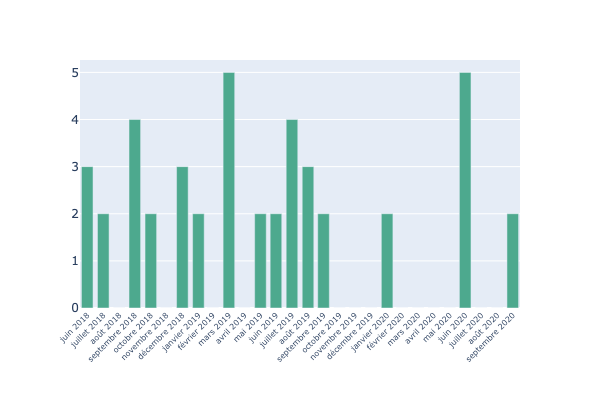 5
4
3
2
1
0
juin 2018
juillet 2018
août 2018
septembre 2018
octobre 2018
novembre 2018
décembre 2018
janvier 2019
février 2019
mars 2019
avril 2019
mai 2019
juin 2019
juillet 2019
août 2019
septembre 2019
octobre 2019
novembre 2019
décembre 2019
janvier 2020
février 2020
mars 2020
avril 2020
mai 2020
juin 2020
juillet 2020
août 2020
septembre 2020